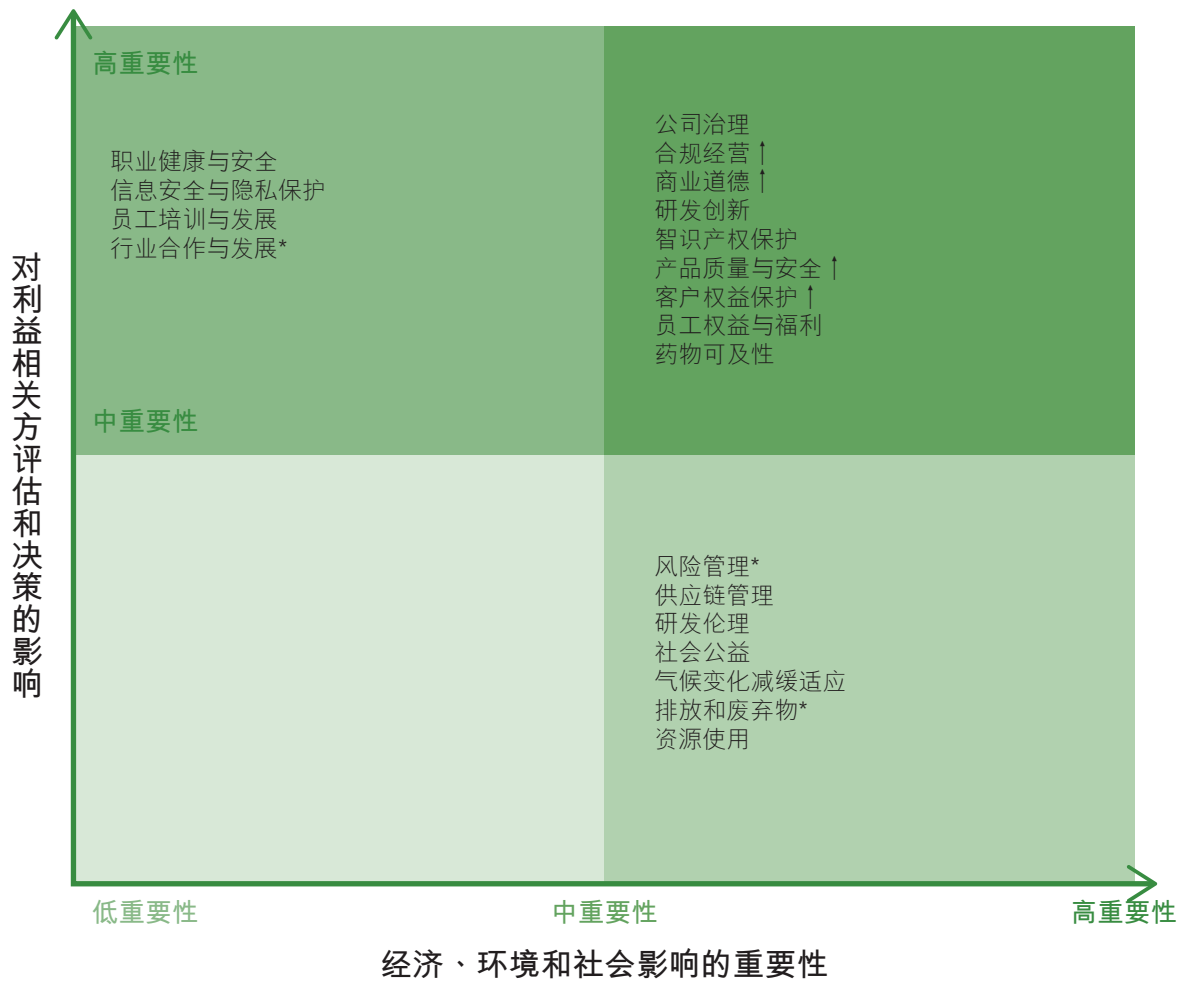 高重要性
职业健康与安全
信息安全与隐私保护
员工培训与发展
行业合作与发展*
中重要性
公司治理
合规经营↑
商业道德↑
研发创新
智识产权保护
产品质量与安全↑
客户权益保护↑
员工权益与福利
药物可及性
风险管理*
供应链管理
研发伦理
社会公益
气候变化减缓适应
排放和废弃物*
资源使用
对利益相关方评估和决策的影响
低重要性
中重要性
高重要性
经济、环境和社会影响的重要性